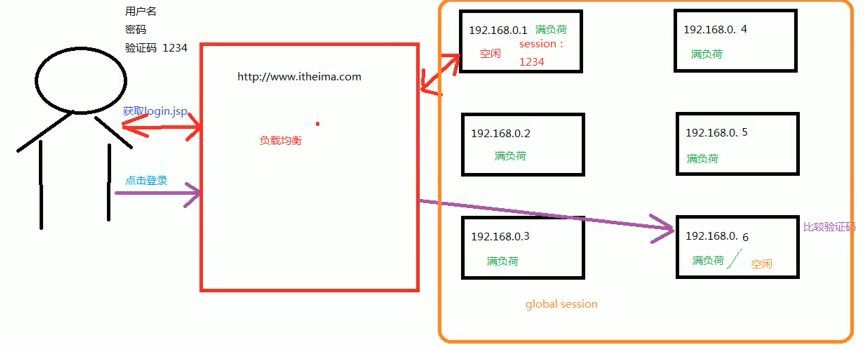 用户名
密码
验证码 1234
获取login.jsp
点击登录
http://www.itheima.com
负载均衡
192.168.0.1 满负荷
空闲 session：
1234
192.168.0.2
满负荷
192.168.0.3
满负荷
192.168.0. 4
满负荷
192.168.0. 5
满负荷
192.168.0. 6
满负荷 空闲
比较验证码
global session